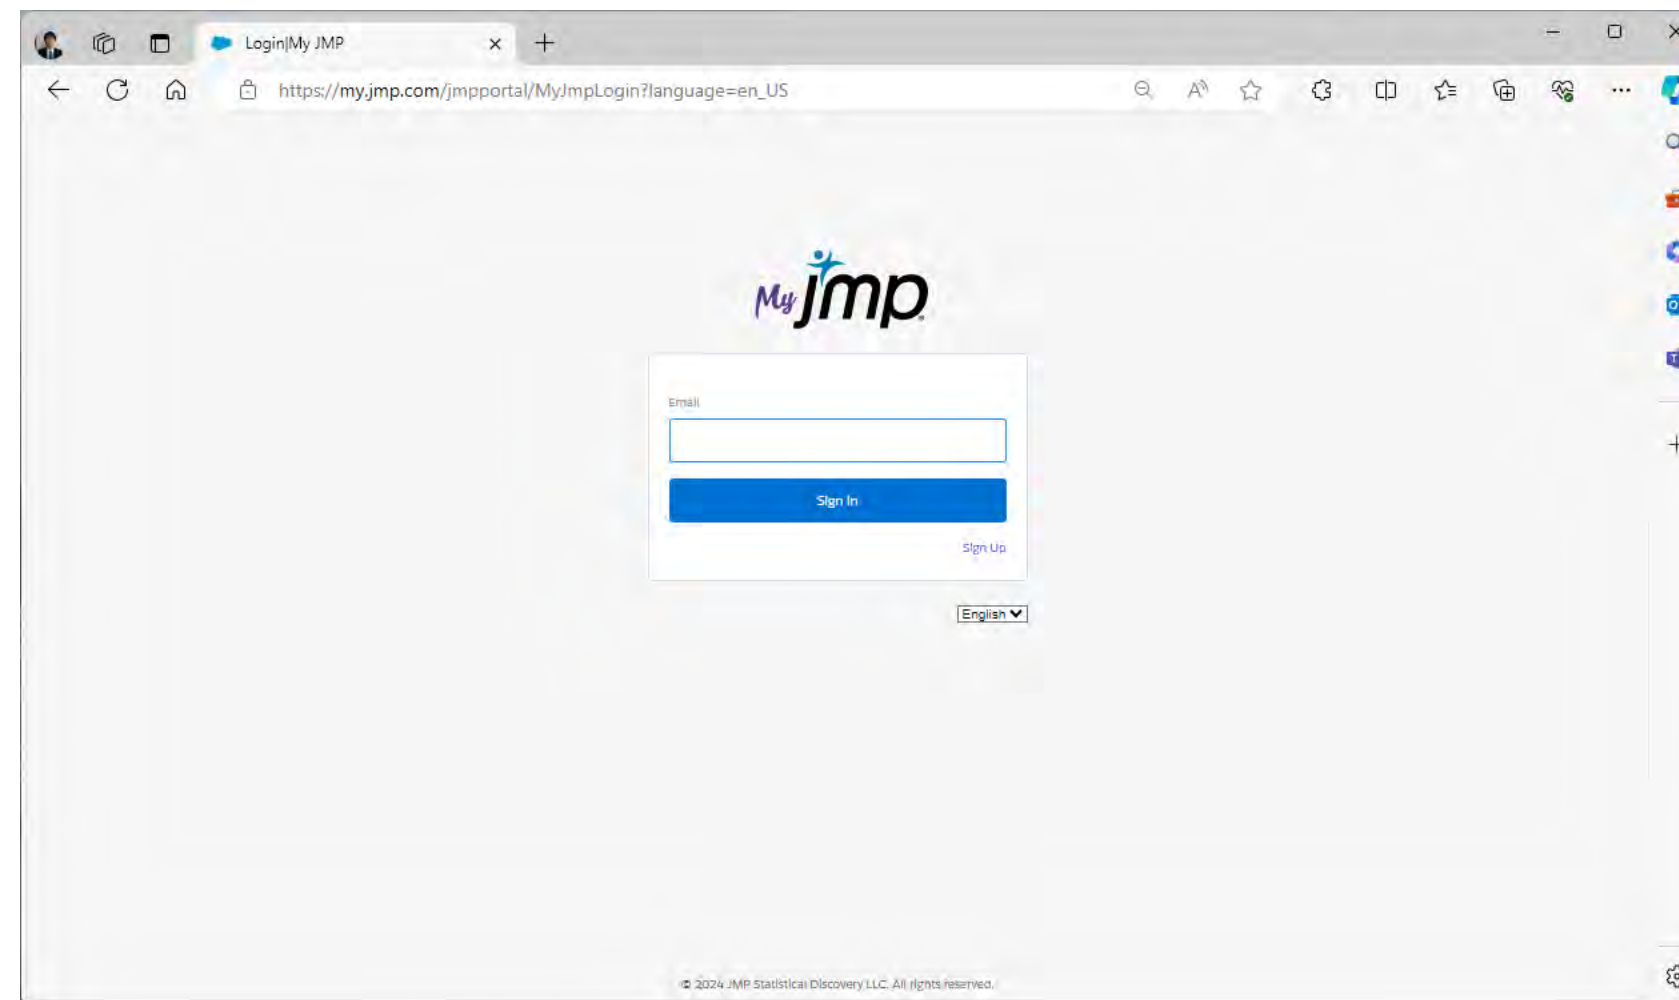 Login|My JMP
https://my.jmp.com/jmpportal/MyJmpLogin?language=en_US
My jmp
Email
Sign In
Sign Up
English
© 2024 JMP Statistical Discovery LLC. All rights reserved.